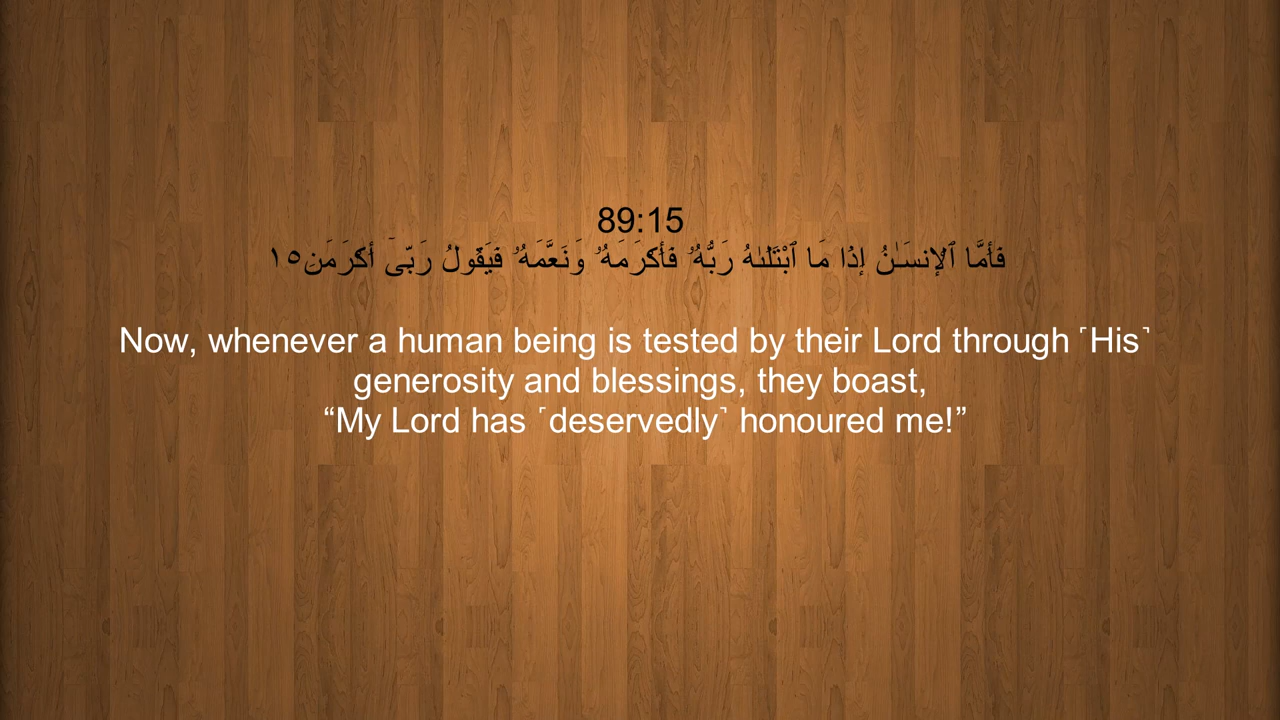 89:15
فَأَمَّا ٱلْإِنسَـٰنُ إِذَا مَا ٱبْتَلَىٰهُ رَبُّهُۥ فَأَكْرَمَهُۥ وَنَعَّمَهُۥ فَيَقُولُ رَبِّىٓ أَكْرَمَنِ١٥
Now, whenever a human being is tested by their Lord through ˹His˺
generosity and blessings, they boast,
“My Lord has ˹deservedly˺ honoured me!”